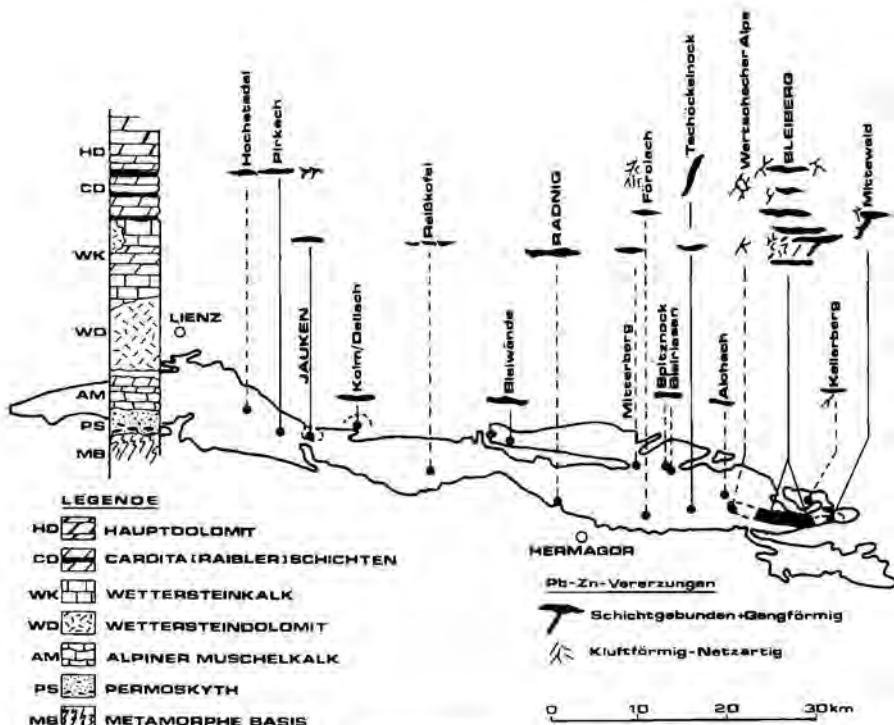 Hochstadel
Pirkach
JAUKEN
Kolm/Dellach
Reißkofel
Bleiwände
RADNIG
Mitterberg
Förolach
Spitznock
Bleiriesen
Tschöckelnock
Alohach
Wertschacher Alpe
BLEIBERG
Kellerberg
Mittewald
HD
CD
WK
WD
AM
PS
MB
LIENZ
HERMAGOR
LEGENDE
HD HAUPTDOLOMIT
CD CARDITA (RAIBLER) SCHICHTEN
WK WETTERSTEINKALK
WD WETTERSTEINDOLOMIT
AM ALPINER MUSCHELKALK
PS PERMOSKYTH
MB METAMORPHE BASIS
Pb-Zn-Vererzungen
Schichtgebunden+Gangförmig
Kluftförmig-Netzartig
0 10 20 30km